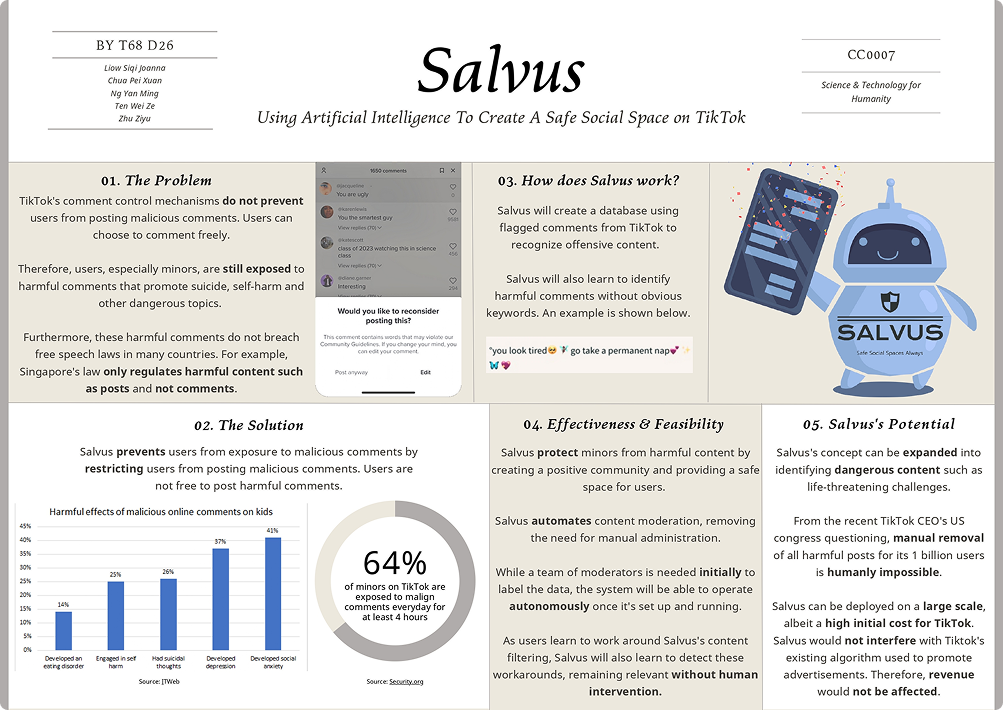 BY T68 D26
Liow Siqi Joanna
Chua Pei Xuan
Ng Yan Ming
Ten Wei Ze
Zhu Ziyu
Salvus
Using Artificial Intelligence To Create A Safe Social Space on TikTok
CC0007
Science & Technology for
Humanity
01. The Problem
TikTok's comment control mechanisms do not prevent
users from posting malicious comments. Users can
choose to comment freely.
Therefore, users, especially minors, are still exposed to
harmful comments that promote suicide, self-harm and
other dangerous topics.
Furthermore, these harmful comments do not breach
free speech laws in many countries. For example,
Singapore's law only regulates harmful content such
as posts and not comments.
1650 comments
@jacqueline
You are ugly
0
@karenlewis
You the smartest guy
View replies (70)
@katescott
class of 2023 watching this in science
class
456
View replies (70)
@diane.garner
Interesting
294
View replies (70)
Would you like to reconsider
posting this?
This comment contains words that may violate our
Community Guidelines. If you change your mind, you
can edit your comment.
Post anyway
Edit
03. How does Salvus work?
Salvus will create a database using
flagged comments from TikTok to
recognize offensive content.
Salvus will also learn to identify
harmful comments without obvious
keywords. An example is shown below.
"you look tired🥺🧚 go take a permanent nap💕✨
🦋💖
SALVUS
Safe Social Spaces Always
02. The Solution
Salvus prevents users from exposure to malicious comments by
restricting users from posting malicious comments. Users are
not free to post harmful comments.
Harmful effects of malicious online comments on kids
45%
40%
35%
30%
25%
20%
15%
10%
5%
0%
14%
25%
26%
37%
41%
Developed an
eating disorder
Engaged in self
harm
Had suicidal
thoughts
Developed
depression
Developed social
anxiety
Source: JTWeb
64%
of minors on TikTok are
exposed to malign
comments everyday for
at least 4 hours
Source: Security.org
04. Effectiveness & Feasibility
Salvus protect minors from harmful content by
creating a positive community and providing a safe
space for users.
Salvus automates content moderation, removing
the need for manual administration.
While a team of moderators is needed initially to
label the data, the system will be able to operate
autonomously once it's set up and running.
As users learn to work around Salvus's content
filtering, Salvus will also learn to detect these
workarounds, remaining relevant without human
intervention.
05. Salvus's Potential
Salvus's concept can be expanded into
identifying dangerous content such as
life-threatening challenges.
From the recent TikTok CEO's US
congress questioning, manual removal
of all harmful posts for its 1 billion users
is humanly impossible.
Salvus can be deployed on a large scale,
albeit a high initial cost for TikTok.
Salvus would not interfere with Tiktok's
existing algorithm used to promote
advertisements. Therefore, revenue
would not be affected.